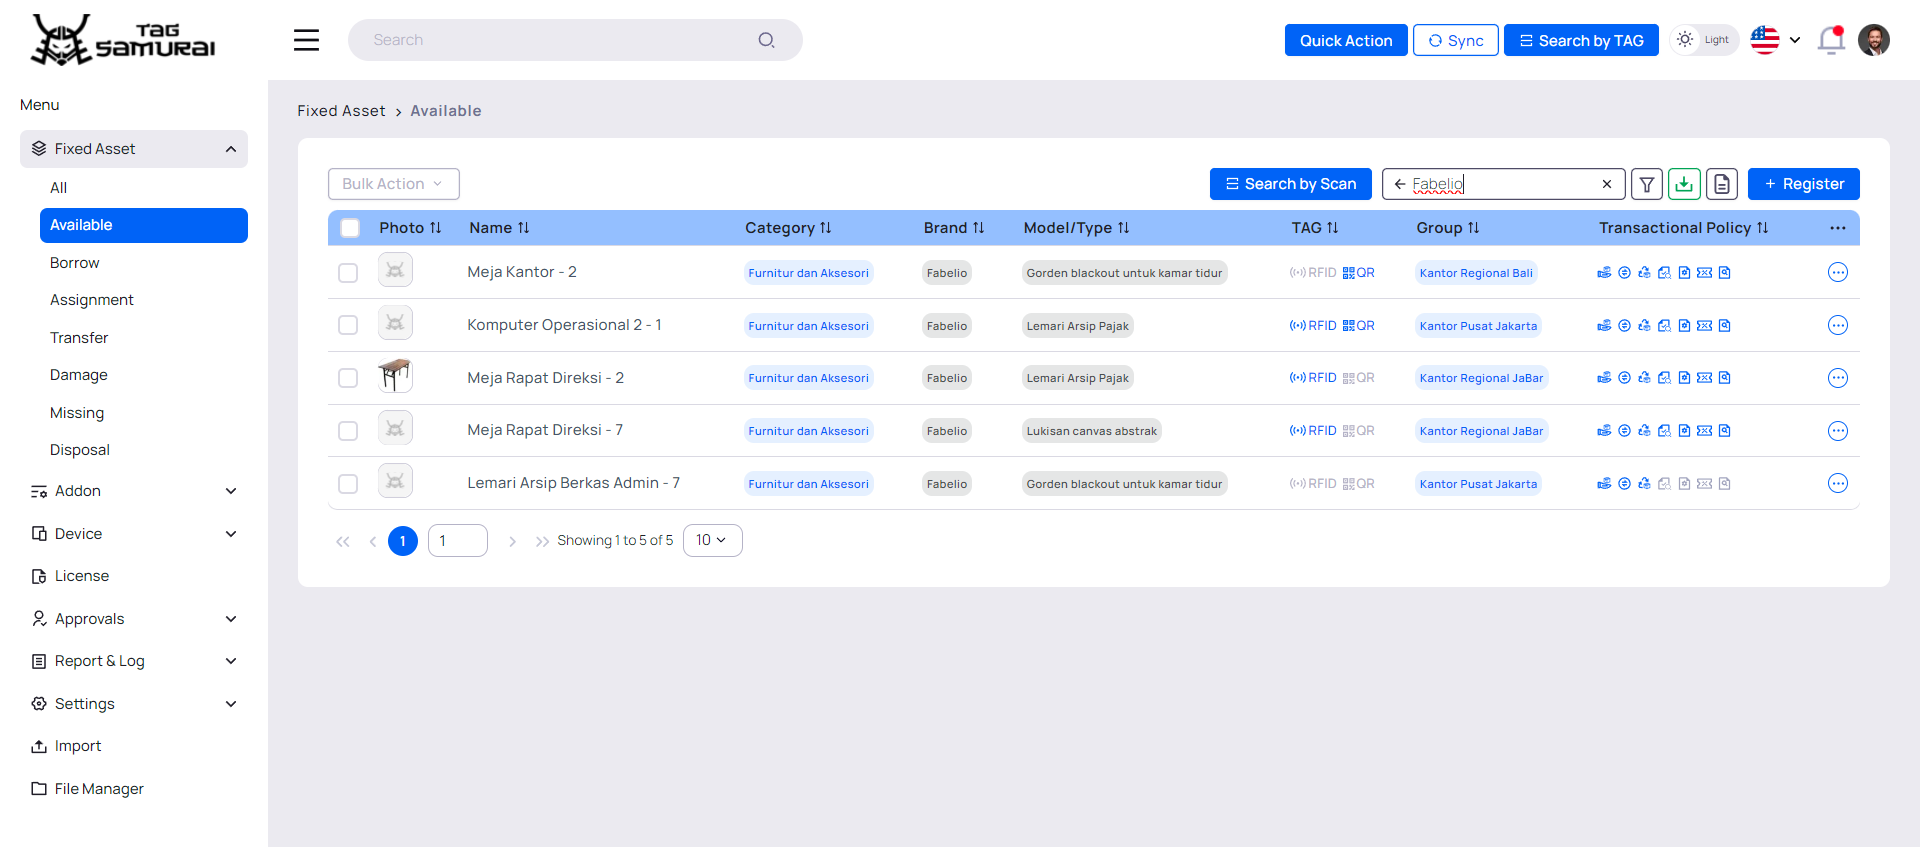 TAG SAMURAI
Search
Quick Action
Sync
Search by TAG
Light
Menu
Fixed Asset
All
Available
Borrow
Assignment
Transfer
Damage
Missing
Disposal
Addon
Device
License
Approvals
Report & Log
Settings
Import
File Manager
Fixed Asset > Available
Bulk Action
Search by Scan
Fabelio
+ Register
Photo Name Category Brand Model/Type TAG Group Transactional Policy ...
Meja Kantor - 2 Furnitur dan Aksesori Fabelio Gorden blackout untuk kamar tidur RFID QR Kantor Regional Bali
Komputer Operasional 2 - 1 Furnitur dan Aksesori Fabelio Lemari Arsip Pajak RFID QR Kantor Pusat Jakarta
Meja Rapat Direksi - 2 Furnitur dan Aksesori Fabelio Lemari Arsip Pajak RFID QR Kantor Regional JaBar
Meja Rapat Direksi - 7 Furnitur dan Aksesori Fabelio Lukisan canvas abstrak RFID QR Kantor Regional JaBar
Lemari Arsip Berkas Admin - 7 Furnitur dan Aksesori Fabelio Gorden blackout untuk kamar tidur RFID QR Kantor Pusat Jakarta
1 1 Showing 1 to 5 of 5 10